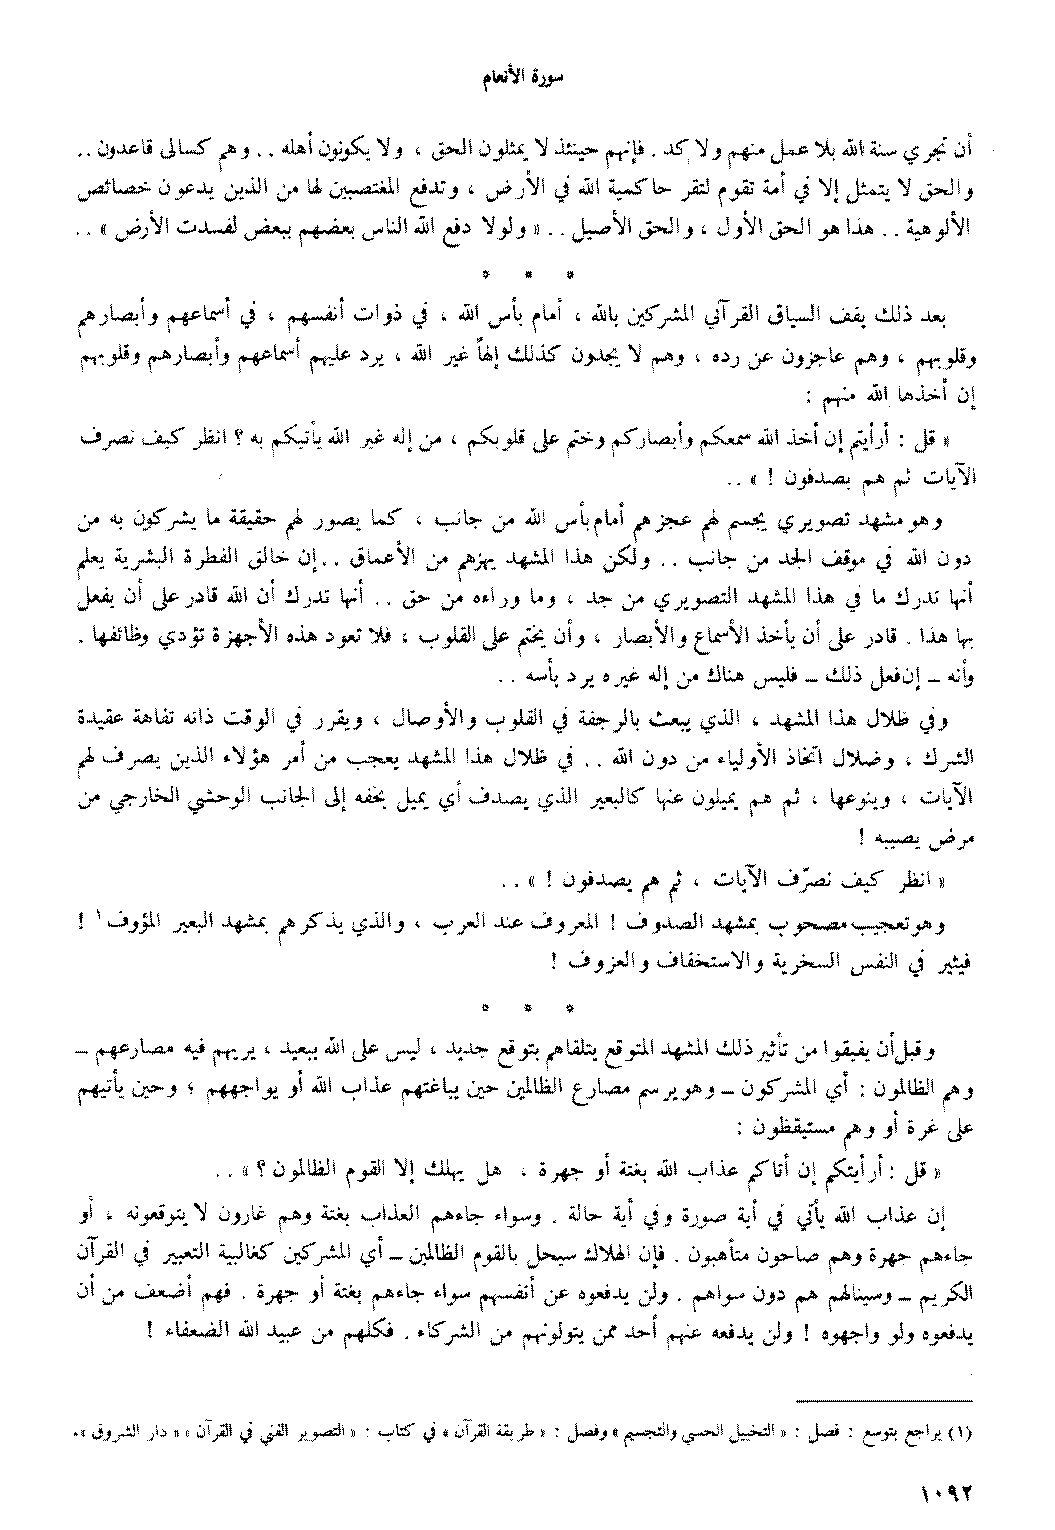 سورة الأنعام
أن تجري سنة الله بلا عمل منهم ولا كد . فإنهم حينئذ لا يمثلون الحق ، ولا يكونون أهله .. وهم كسالى قاعدون ..
والحق لا يتمثل إلا في أمة تقوم لتقر حاكمية الله في الأرض ، وتدفع المغتصبين لها من الذين يدعون خصائص
الألوهية .. هذا هو الحق الأول ، والحق الأصيل .. « ولولا دفع الله الناس بعضهم ببعض لفسدت الأرض » ..
* * *
بعد ذلك يقف السياق القرآني المشركين بالله ، أمام بأس الله ، في ذوات أنفسهم ، في أسماعهم وأبصارهم
وقلوبهم ، وهم عاجزون عن رده ، وهم لا يجدون كذلك إلهاً غير الله ، يرد عليهم أسماعهم وأبصارهم وقلوبهم
إن أخذها الله منهم :
« قل : أرأيتم إن أخذ الله سمعكم وأبصاركم وختم على قلوبكم ، من إله غير الله يأتيكم به ؟ انظر كيف نصرف
الآيات ثم هم يصدفون ! » ..
وهو مشهد تصويري يجسم لهم عجزهم أمام بأس الله من جانب ، كما يصور لهم حقيقة ما يشركون به من
دون الله في موقف الجد من جانب .. ولكن هذا المشهد يهزهم من الأعماق .. إن خالق الفطرة البشرية يعلم
أنها تدرك ما في هذا المشهد التصويري من جد ، وما وراءه من حق .. أنها تدرك أن الله قادر على أن يفعل
بها هذا . قادر على أن يأخذ الأسماع والأبصار ، وأن يختم على القلوب ، فلا تعود هذه الأجهزة تؤدي وظائفها .
وأنه – إن فعل ذلك – فليس هناك من إله غيره يرد بأسه ..
وفي ظلال هذا المشهد ، الذي يبعث بالرجفة في القلوب والأوصال ، ويقرر في الوقت ذاته تفاهة عقيدة
الشرك ، وضلال اتخاذ الأولياء من دون الله .. في ظلال هذا المشهد يعجب من أمر هؤلاء الذين يصرف لهم
الآيات ، وينوعها ، ثم هم يميلون عنها كالبعير الذي يصدف أي يميل بخفه إلى الجانب الوحشي الخارجي من
مرض يصيبه !
« انظر كيف نصرّف الآيات ، ثم هم يصدفون ! » ..
وهو تعجيب مصحوب بمشهد الصدوف ! المعروف عند العرب ، والذي يذكرهم بمشهد البعير المؤوف ١ !
فيثير في النفس السخرية والاستخفاف والعزوف !
* * *
وقبل أن يفيقوا من تأثير ذلك المشهد المتوقع يتلقاهم بتوقع جديد ، ليس على الله ببعيد ، يريهم فيه مصارعهم –
وهم الظالمون : أي المشركون – وهو يرسم مصارع الظالمين حين يباغتهم عذاب الله أو يواجههم ؛ وحين يأتيهم
على غرة أو وهم مستيقظون :
« قل : أرأيتكم إن أتاكم عذاب الله بغتة أو جهرة ، هل يهلك إلا القوم الظالمون ؟ » ..
إن عذاب الله يأتي في أية صورة وفي أية حالة . وسواء جاءهم العذاب بغتة وهم غارون لا يتوقعونه ، أو
جاءهم جهرة وهم صاحون متأهبون . فإن الهلاك سيحل بالقوم الظالمين – أي المشركين كغالبية التعبير في القرآن
الكريم – وسينالهم هم دون سواهم . ولن يدفعوه عن أنفسهم سواء جاءهم بغتة أو جهرة . فهم أضعف من أن
يدفعوه ولو واجهوه ! ولن يدفعه عنهم أحد ممن يتولونهم من الشركاء . فكلهم من عبيد الله الضعفاء !
(١) يراجع بتوسع : فصل : « التخييل الحسي والتجسيم » وفصل : « طريقة القرآن » في كتاب : « التصوير الفني في القرآن » « دار الشروق ».
١٠٩٢